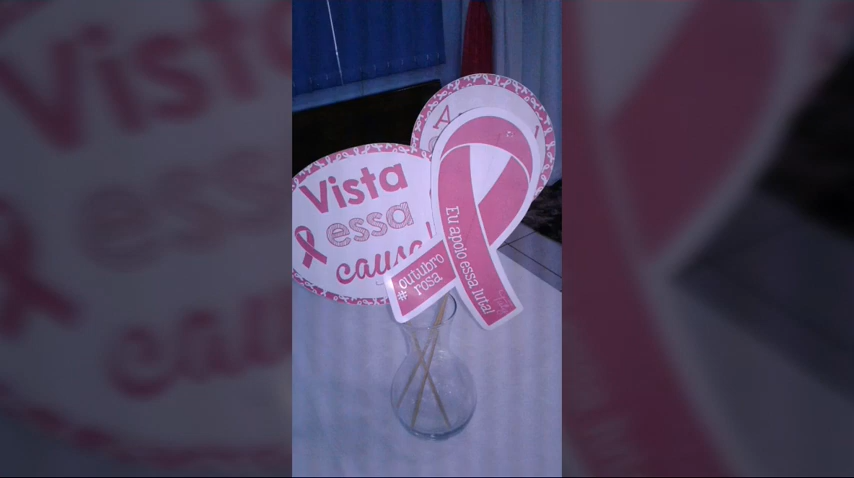 Vista
essa
causa!
Eu apoio essa luta!
#outubro
rosa